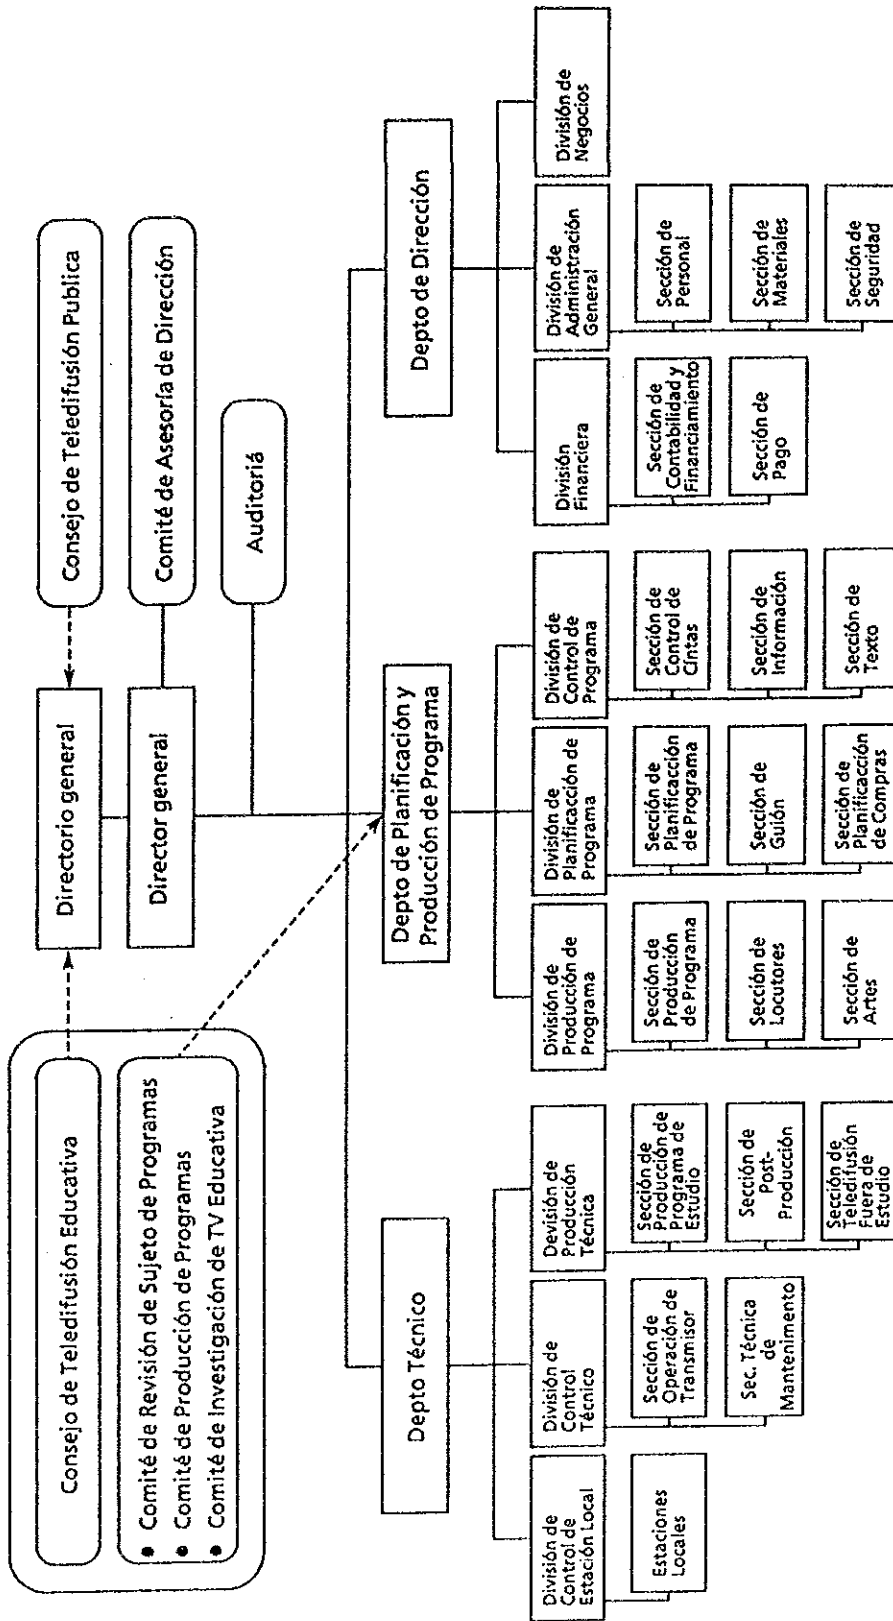 Consejo de Teledifusión Educativa
● Comité de Revisión de Sujeto de Programas
● Comité de Producción de Programas
● Comité de Investigación de TV Educativa
Directorio general
Consejo de Teledifusión Publica
Director general
Comité de Asesoría de Dirección
Auditoriá
Depto Técnico
Depto de Planificación y
Producción de Programa
Depto de Dirección
División de
Control de
Estación Local
Estaciones
Locales
División de
Control
Técnico
Sección de
Operación de
Transmisor
Sec. Técnica
de
Mantenimento
Devisión de
Producción
Técnica
Sección de
Producción de
Programa de
Estudio
Sección de
Post-
Producción
Sección de
Teledifusión
Fuera de
Estudio
División de
Producción de
Programa
Sección de
Producción
de Programa
Sección de
Locutores
Sección de
Artes
División de
Planificacción de
Programa
Sección de
Planificacción
de Programa
Sección de
Guión
Sección de
Planificacción
de Compras
División de
Control de
Programa
Sección de
Control de
Cintas
Sección de
Información
Sección de
Texto
División
Financiera
Sección de
Contabilidad y
Financiamiento
Sección de
Pago
División de
Administración
General
Sección de
Personal
Sección de
Materiales
Sección de
Seguridad
División de
Negocios